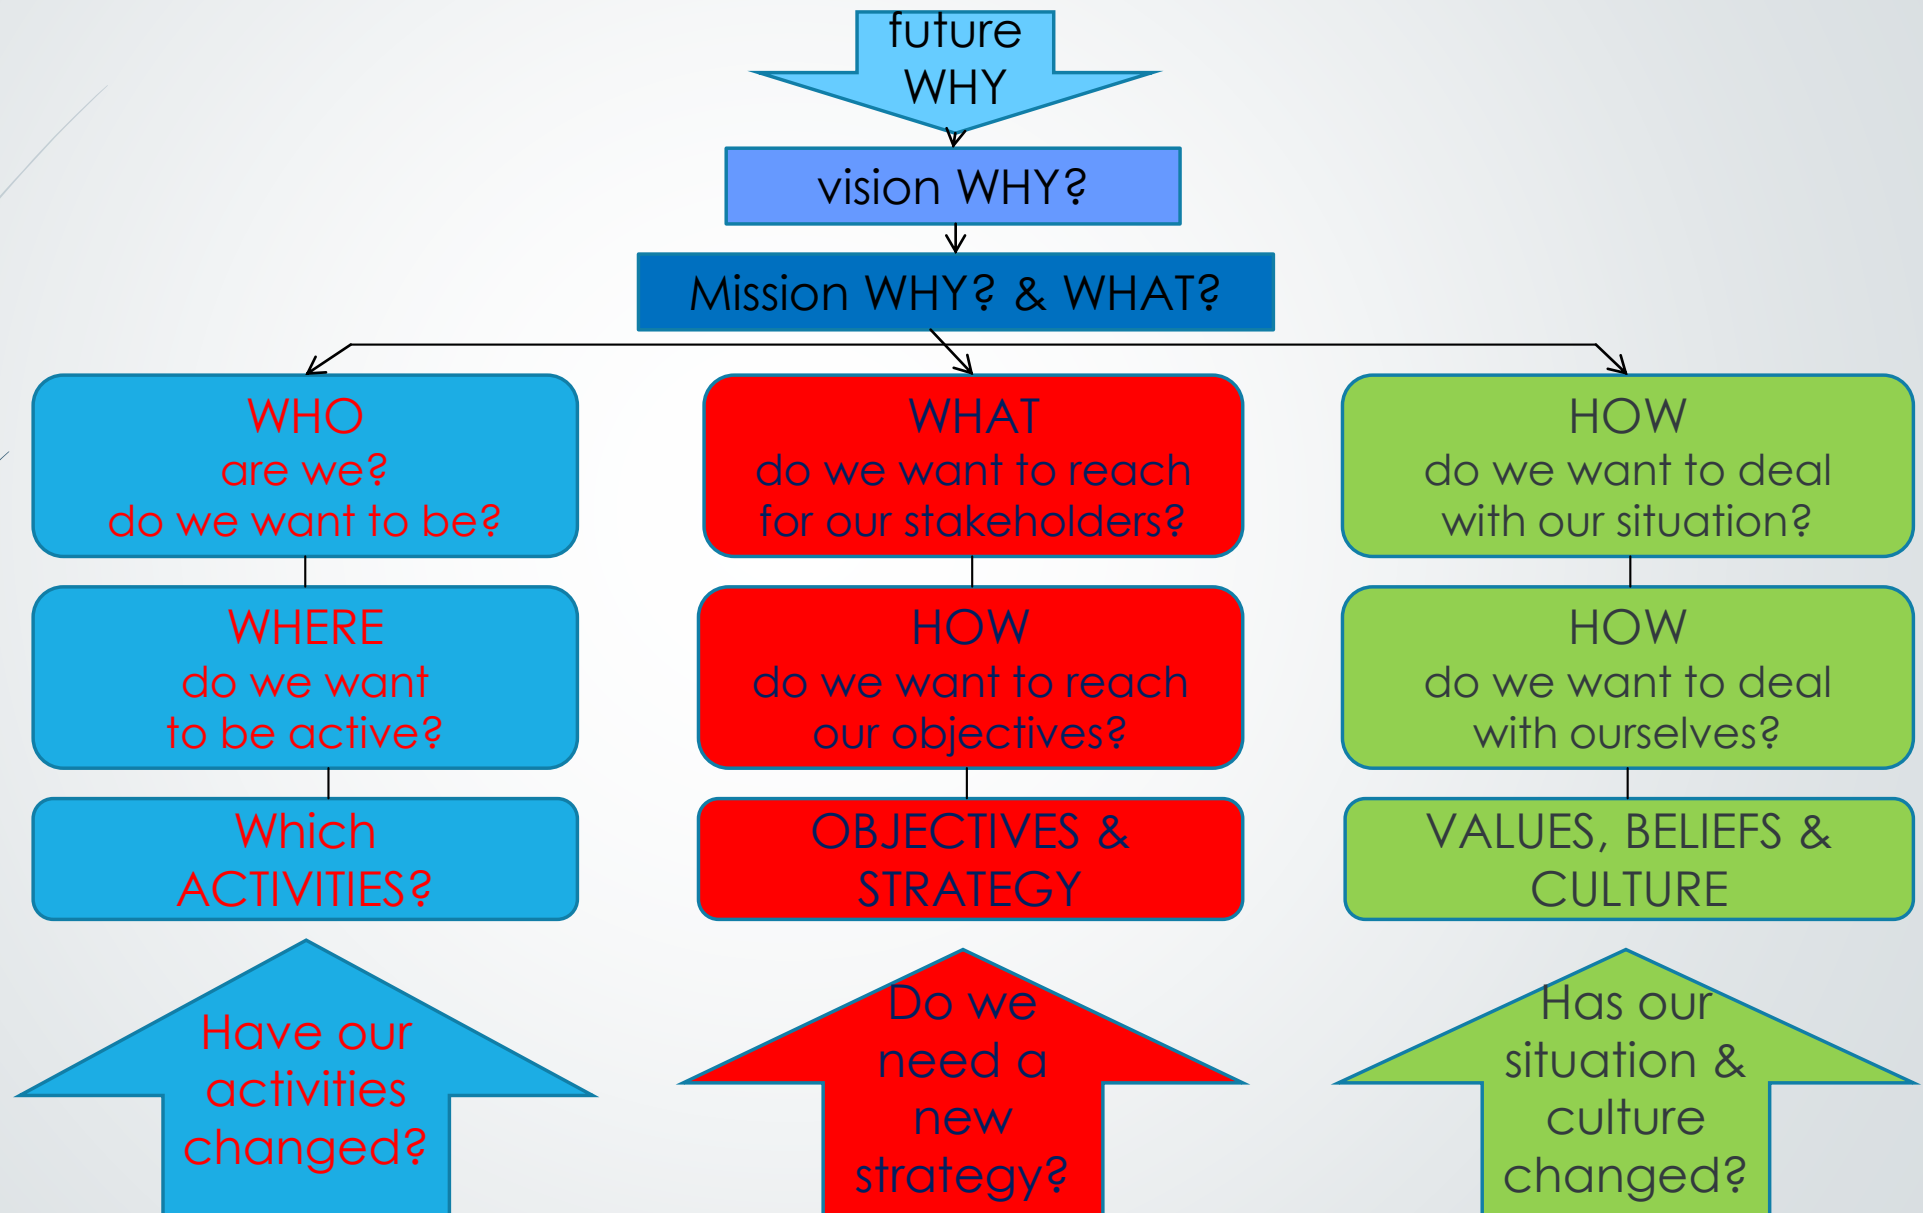 future
WHY
vision WHY?
Mission WHY? & WHAT?
WHO
are we?
do we want to be?
WHAT
do we want to reach
for our stakeholders?
HOW
do we want to deal
with our situation?
WHERE
do we want
to be active?
HOW
do we want to reach
our objectives?
HOW
do we want to deal
with ourselves?
Which
ACTIVITIES?
OBJECTIVES &
STRATEGY
VALUES, BELIEFS &
CULTURE
Have our
activities
changed?
Do we
need a
new
strategy?
Has our
situation &
culture
changed?